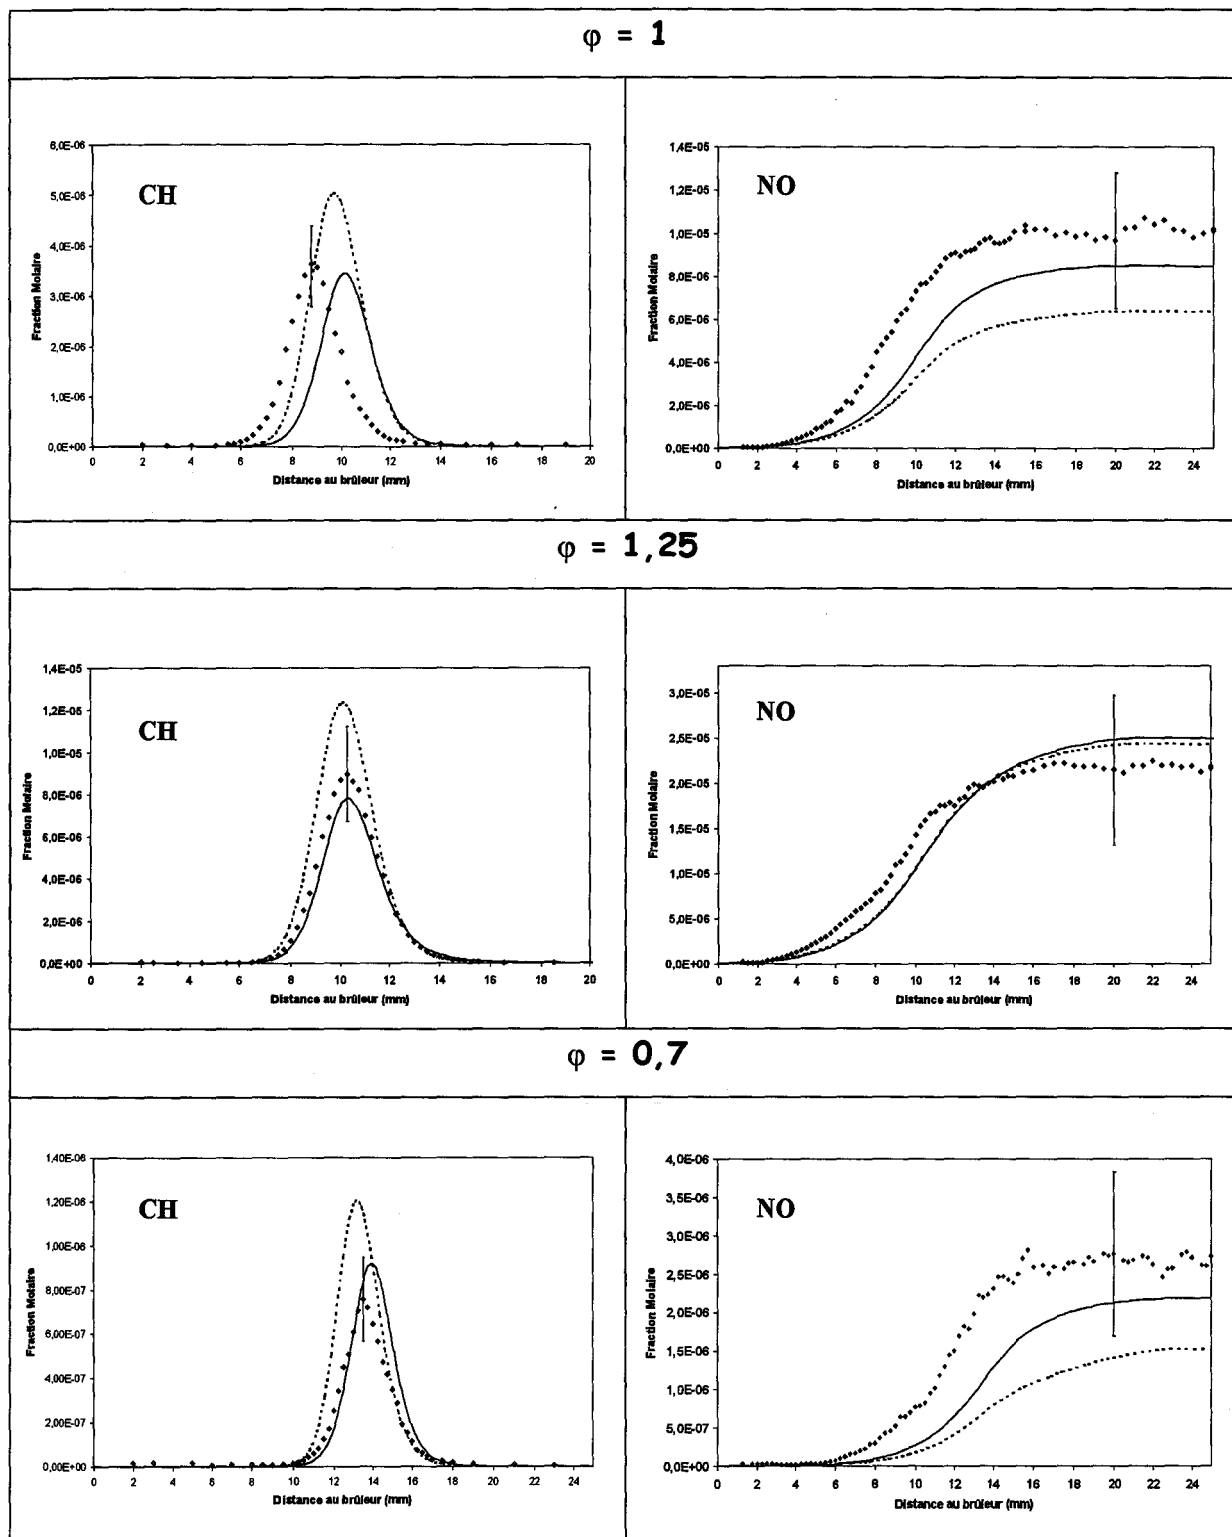 φ = 1
6,0E-06
5,0E-06
4,0E-06
3,0E-06
2,0E-06
1,0E-06
0,0E+00
Fraction Molaire
CH
0 2 4 6 8 10 12 14 16 18 20
Distance au brûleur (mm)
1,4E-05
1,2E-05
1,0E-05
8,0E-06
6,0E-06
4,0E-06
2,0E-06
0,0E+00
Fraction Molaire
NO
0 2 4 6 8 10 12 14 16 18 20 22 24
Distance au brûleur (mm)
φ = 1,25
1,4E-05
1,2E-05
1,0E-05
8,0E-06
6,0E-06
4,0E-06
2,0E-06
0,0E+00
Fraction Molaire
CH
0 2 4 6 8 10 12 14 16 18 20
Distance au brûleur (mm)
3,0E-05
2,5E-05
2,0E-05
1,5E-05
1,0E-05
5,0E-06
0,0E+00
Fraction Molaire
NO
0 2 4 6 8 10 12 14 16 18 20 22 24
Distance au brûleur (mm)
φ = 0,7
1,40E-06
1,20E-06
1,00E-06
8,00E-07
6,00E-07
4,00E-07
2,00E-07
0,00E+00
Fraction Molaire
CH
0 2 4 6 8 10 12 14 16 18 20 22 24
Distance au brûleur (mm)
4,0E-06
3,5E-06
3,0E-06
2,5E-06
2,0E-06
1,5E-06
1,0E-06
5,0E-07
0,0E+00
Fraction Molaire
NO
0 2 4 6 8 10 12 14 16 18 20 22 24
Distance au brûleur (mm)